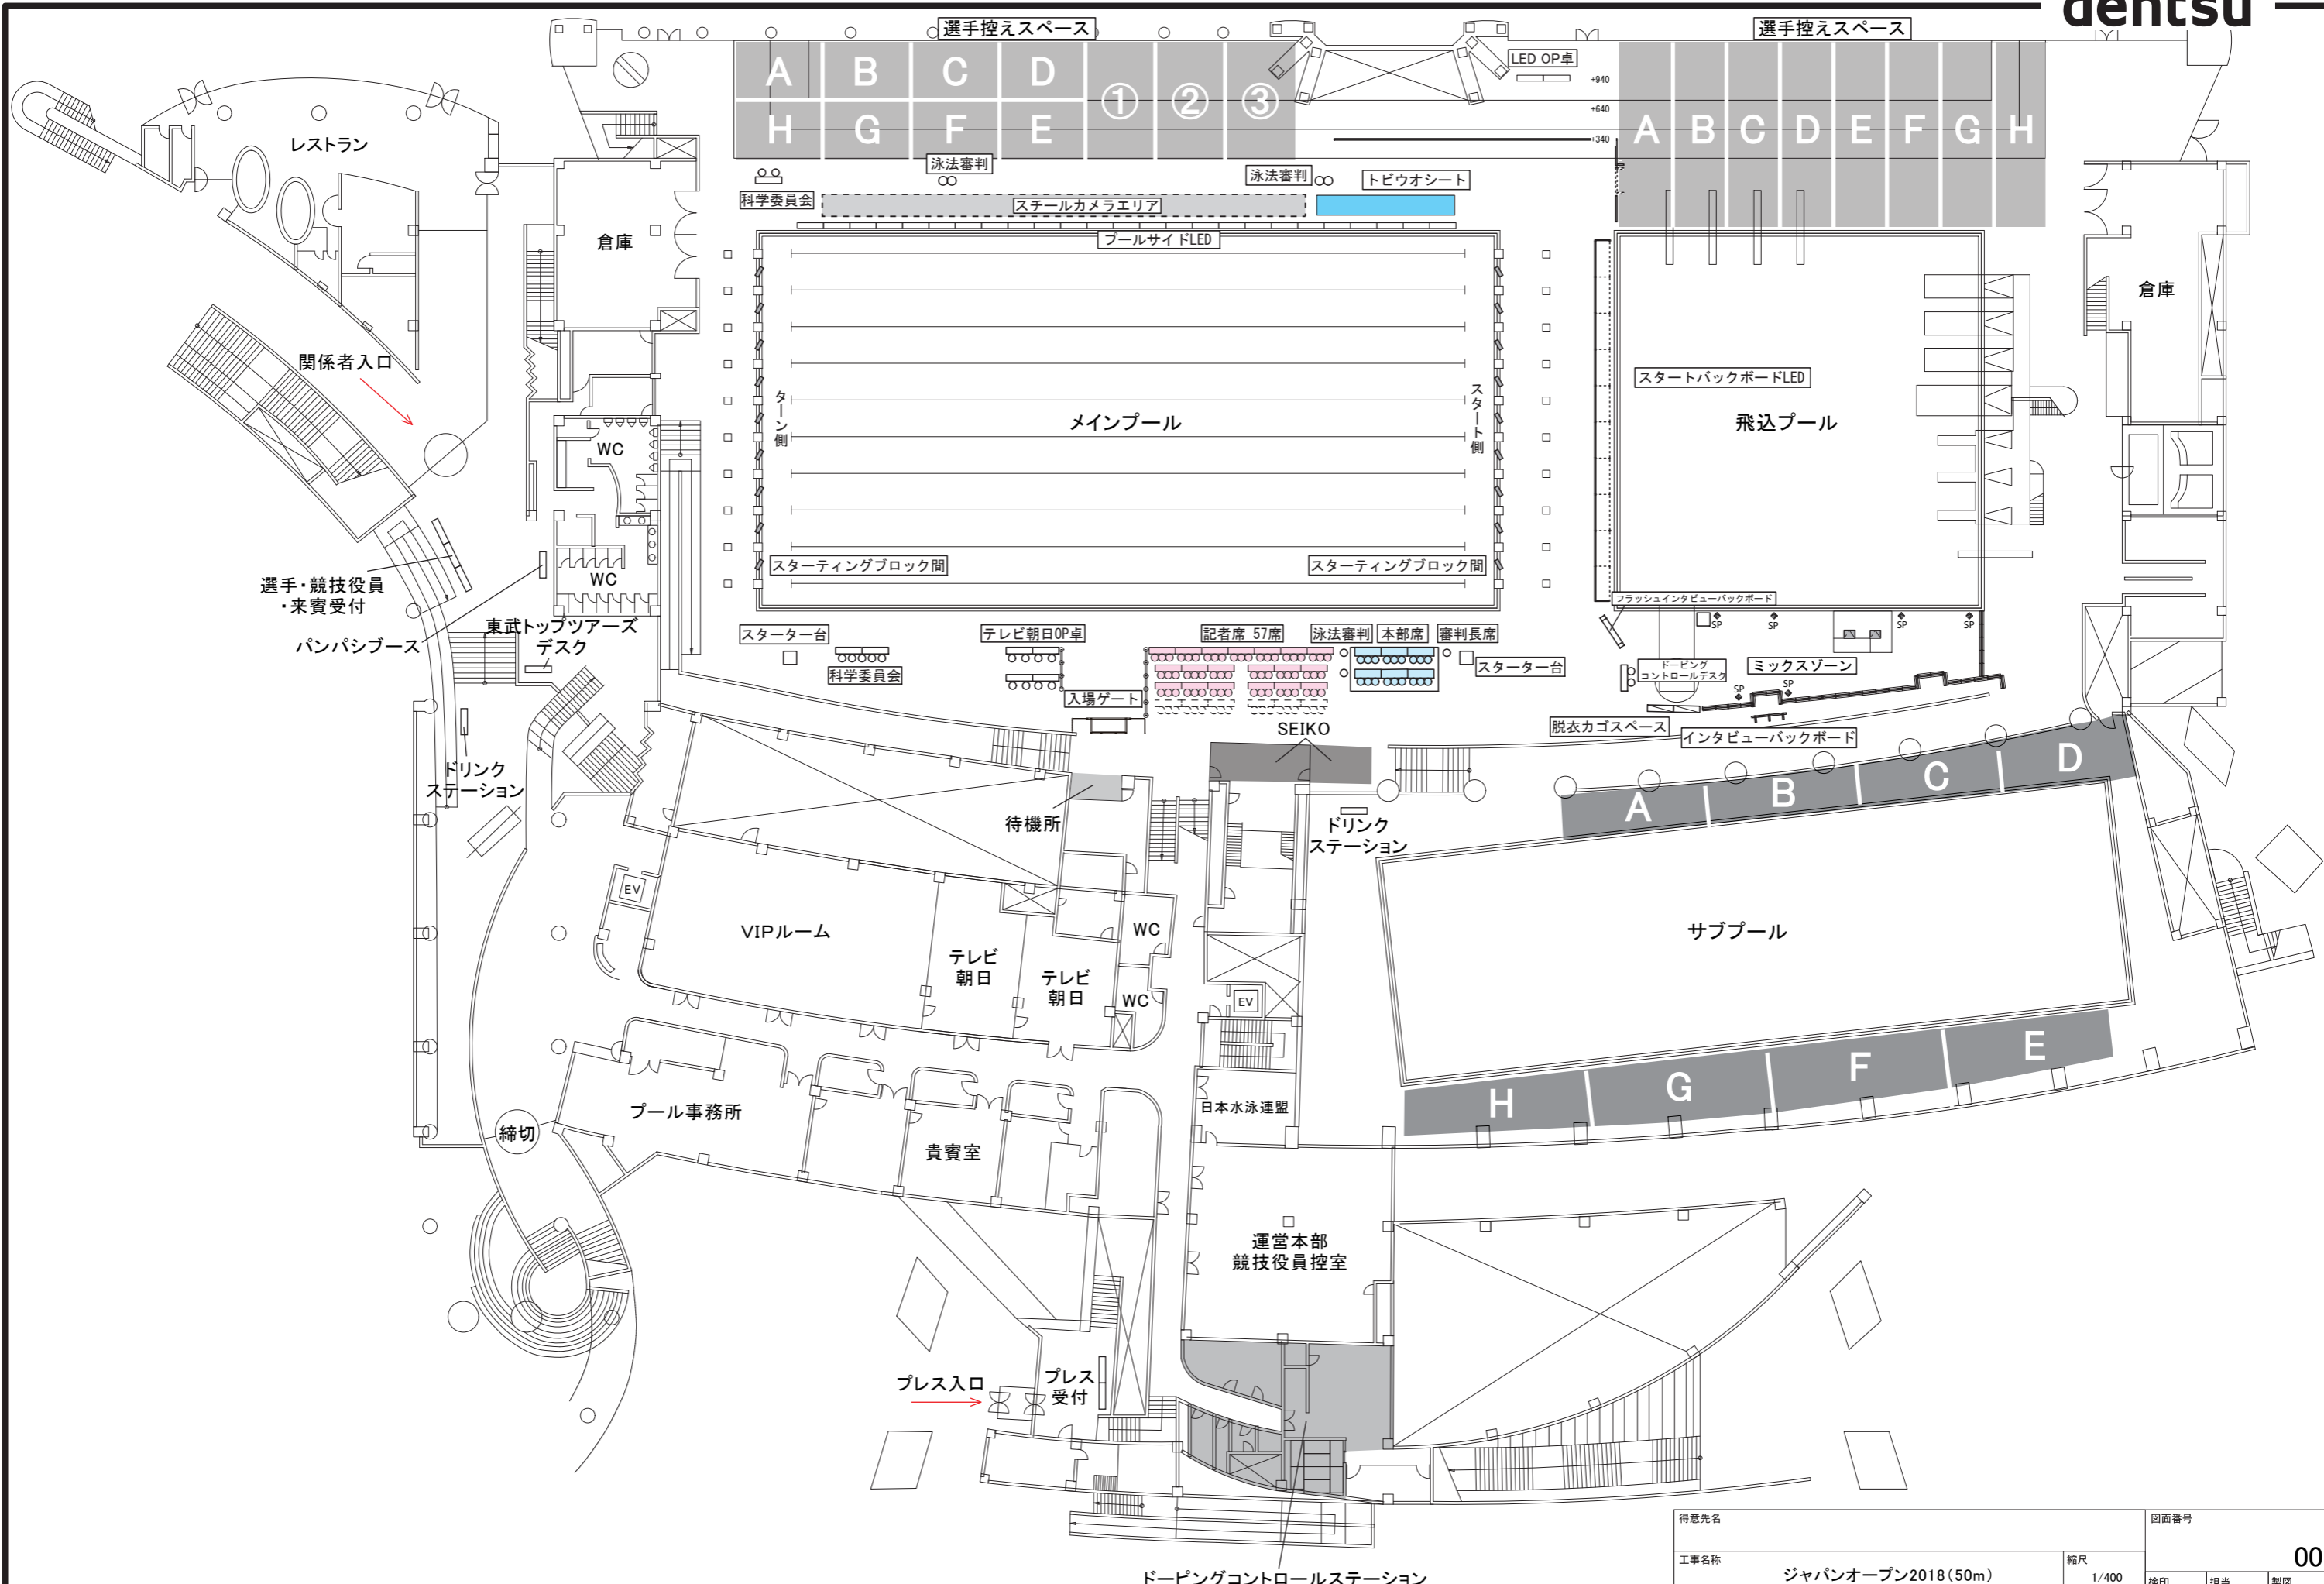 dentsu
選手控えスペース
選手控えスペース
LED OP卓
+940
+640
+340
A B C D ① ② ③
H G F E
A B C D E F G H
レストラン
泳法審判
泳法審判
トビウオシート
科学委員会
スチールカメラエリア
プールサイドLED
倉庫
倉庫
関係者入口
ターン側
メインプール
スタート側
スタートバックボードLED
飛込プール
WC
WC
スターティングブロック間
スターティングブロック間
選手・競技役員
・来賓受付
パンパシブース
東武トップツアーズ
デスク
フラッシュインタビューバックボード
SP
SP
SP
SP
スターター台
科学委員会
テレビ朝日OP卓
記者席 57席
泳法審判
本部席
審判長席
スターター台
入場ゲート
ドーピング
コントロールデスク
ミックスゾーン
SP
SP
脱衣カゴスペース
インタビューバックボード
SEIKO
ドリンク
ステーション
待機所
ドリンク
ステーション
A B C D
EV
VIPルーム
テレビ
朝日
テレビ
朝日
WC
WC
EV
サブプール
H G F E
プール事務所
締切
貴賓室
日本水泳連盟
運営本部
競技役員控室
プレス入口
プレス
受付
ドーピングコントロールステーション
得意先名
図面番号
00
工事名称
ジャパンオープン2018(50m)
縮尺
1/400
検印
担当
製図